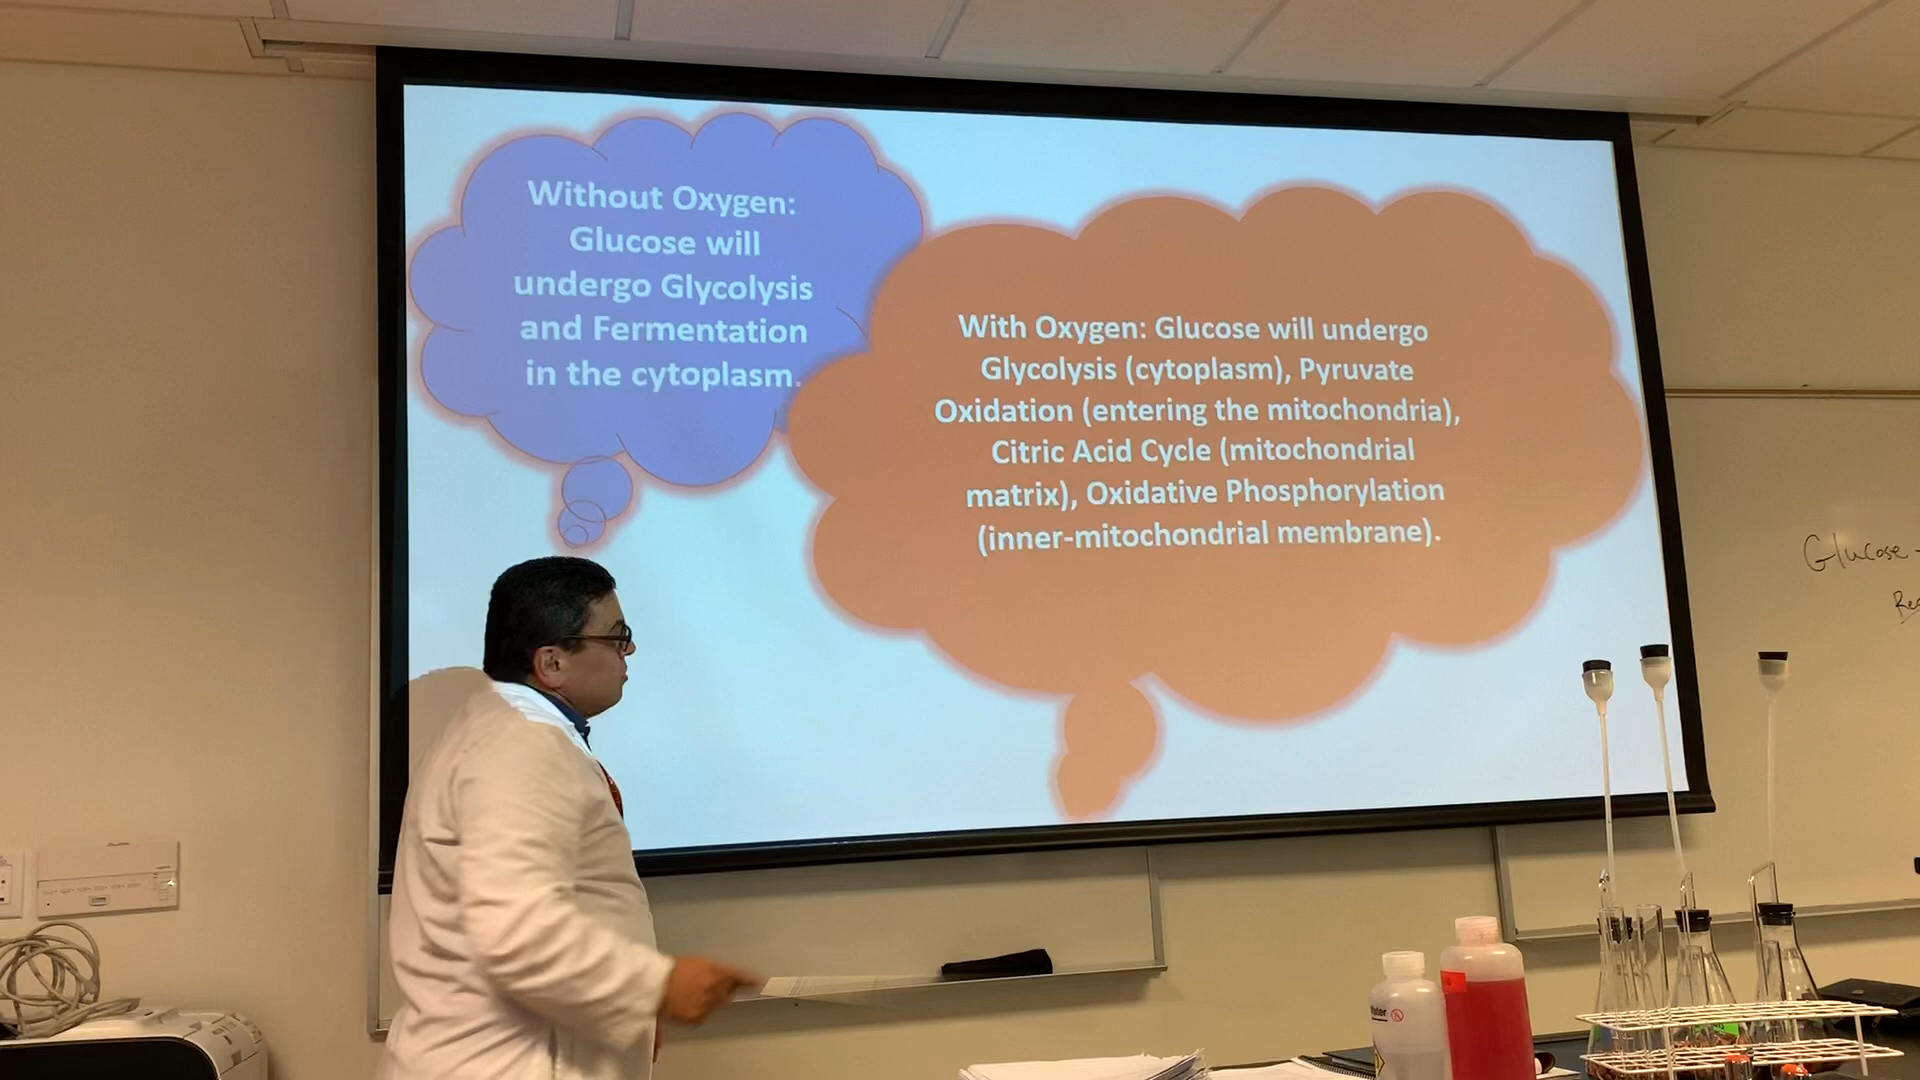 Without Oxygen:
Glucose will
undergo Glycolysis
and Fermentation
in the cytoplasm.
With Oxygen: Glucose will undergo
Glycolysis (cytoplasm), Pyruvate
Oxidation (entering the mitochondria),
Citric Acid Cycle (mitochondrial
matrix), Oxidative Phosphorylation
(inner-mitochondrial membrane).
Glucose